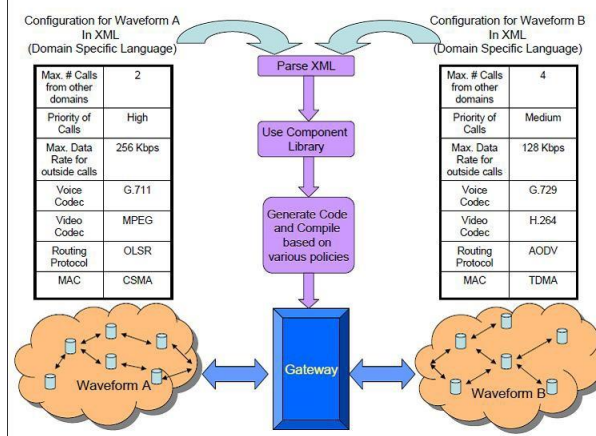 Configuration for Waveform A
In XML
(Domain Specific Language)
Configuration for Waveform B
In XML
(Domain Specific Language)
Max. # Calls
from other
domains
2
Priority of
Calls
High
Max. Data
Rate for
outside calls
256 Kbps
Voice
Codec
G.711
Video
Codec
MPEG
Routing
Protocol
OLSR
MAC
CSMA
Parse XML
Use Component
Library
Generate Code
and Compile
based on
various policies
Gateway
Max. # Calls
from other
domains
4
Priority of
Calls
Medium
Max. Data
Rate for
outside calls
128 Kbps
Voice
Codec
G.729
Video
Codec
H.264
Routing
Protocol
AODV
MAC
TDMA
Waveform A
Waveform B